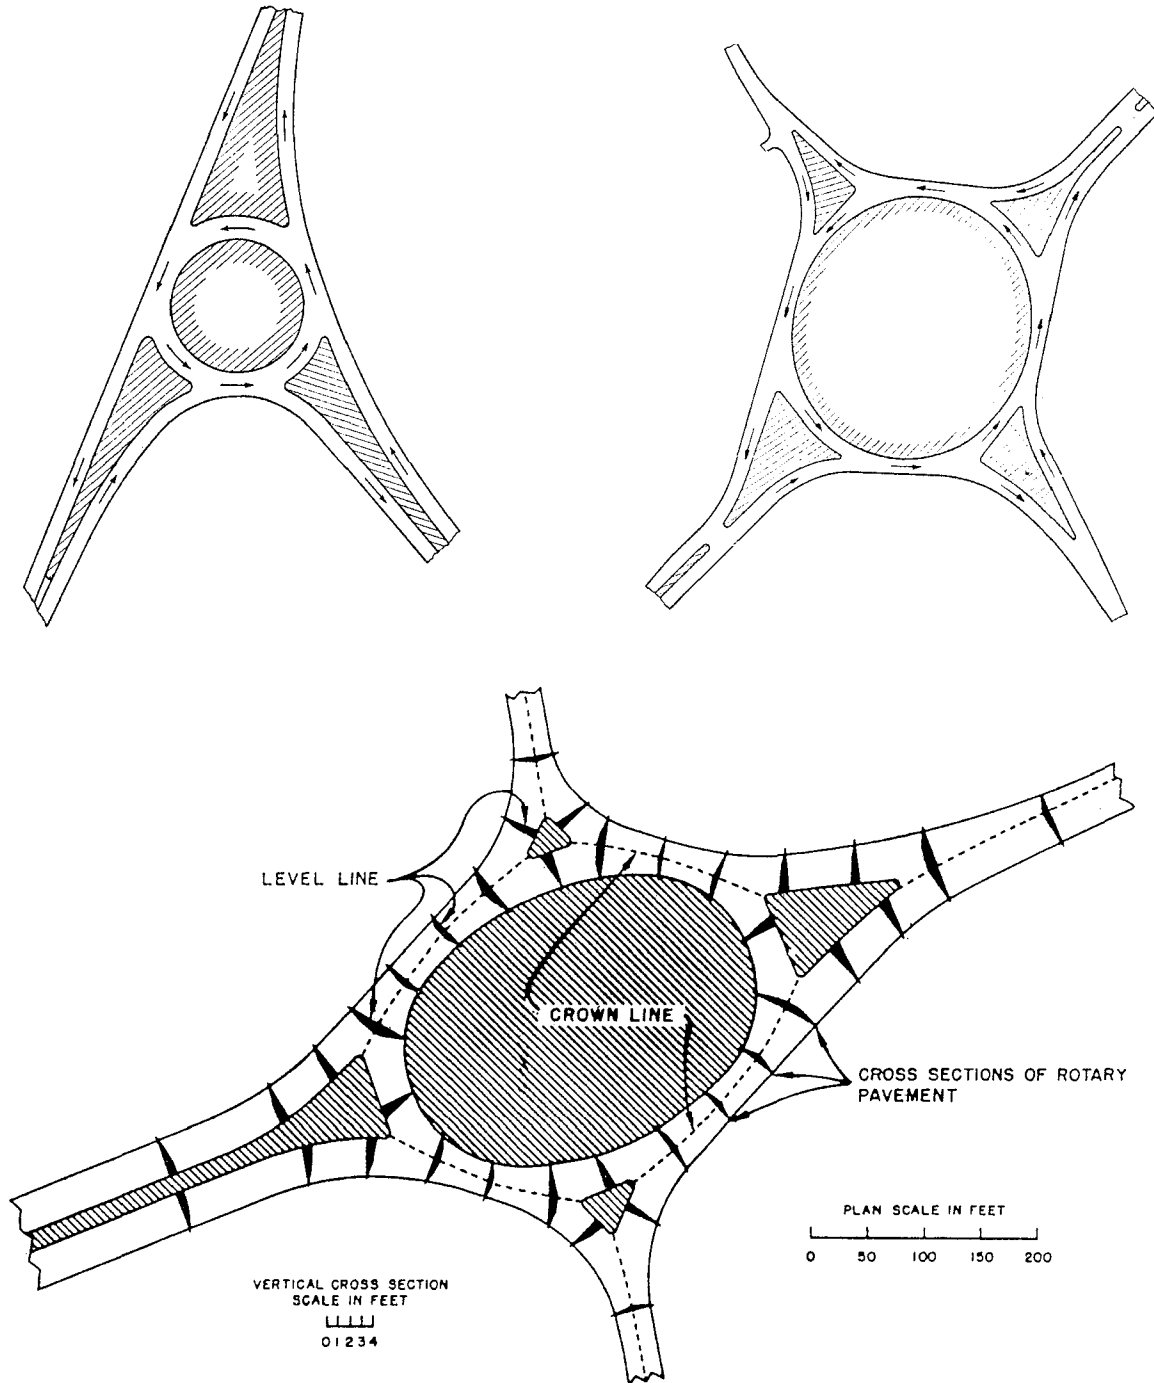 LEVEL LINE
CROWN LINE
CROSS SECTIONS OF ROTARY
PAVEMENT
PLAN SCALE IN FEET
0 50 100 150 200
VERTICAL CROSS SECTION
SCALE IN FEET
0 1 2 3 4